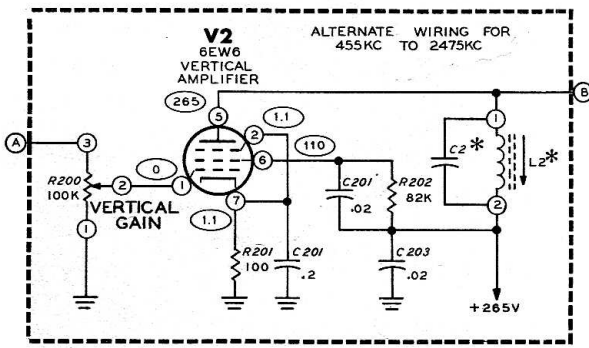 V2
6EW6
VERTICAL
AMPLIFIER
ALTERNATE WIRING FOR
455KC TO 2475KC
265
5
1.1
2
110
6
B
1
C2*
L2*
2
A
3
R200
100K
2
0
1
VERTICAL
GAIN
1
1.1
7
C201
.02
R202
82K
R201
100
C201
.2
C203
.02
+265V